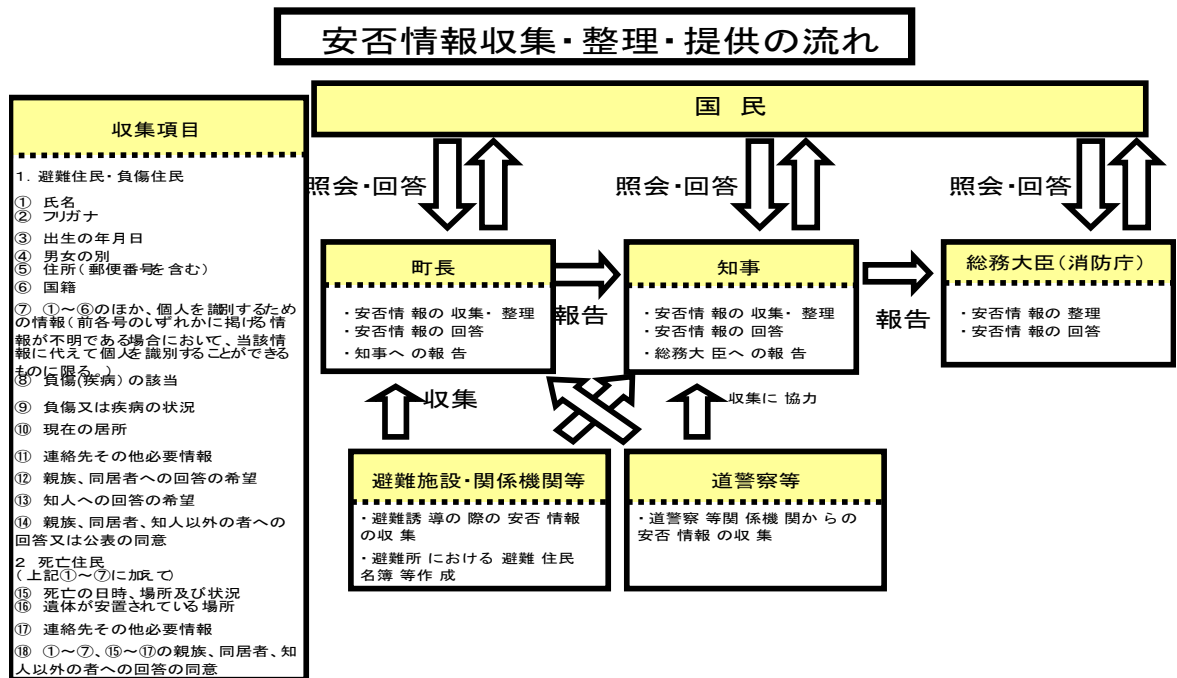 安否情報収集・整理・提供の流れ
収集項目
1. 避難住民・負傷住民
① 氏名
② フリガナ
③ 出生の年月日
④ 男女の別
⑤ 住所(郵便番号を含む)
⑥ 国籍
⑦ ①～⑥のほか、個人を識別するため
の情報(前各号のいずれかに掲げる情
報が不明である場合において、当該情
報に代えて個人を識別することができる
ものに限る。)
⑧ 負傷(疾病)の該当
⑨ 負傷又は疾病の状況
⑩ 現在の居所
⑪ 連絡先その他必要情報
⑫ 親族、同居者への回答の希望
⑬ 知人への回答の希望
⑭ 親族、同居者、知人以外の者への
回答又は公表の同意
2 死亡住民
(上記①～⑦に加えて)
⑮ 死亡の日時、場所及び状況
⑯ 遺体が安置されている場所
⑰ 連絡先その他必要情報
⑱ ①～⑦、⑮～⑰の親族、同居者、知
人以外の者への回答の同意
国 民
照会・回答
照会・回答
照会・回答
町長
・安否情報の収集・整理
・安否情報の回答
・知事への報告
報告
知事
・安否情報の収集・整理
・安否情報の回答
・総務大臣への報告
報告
総務大臣(消防庁)
・安否情報の整理
・安否情報の回答
収集
収集に協力
避難施設・関係機関等
・避難誘導の際の安否情報
の収集
・避難所における避難住民
名簿等作成
道警察等
・道警察等関係機関からの
安否情報の収集